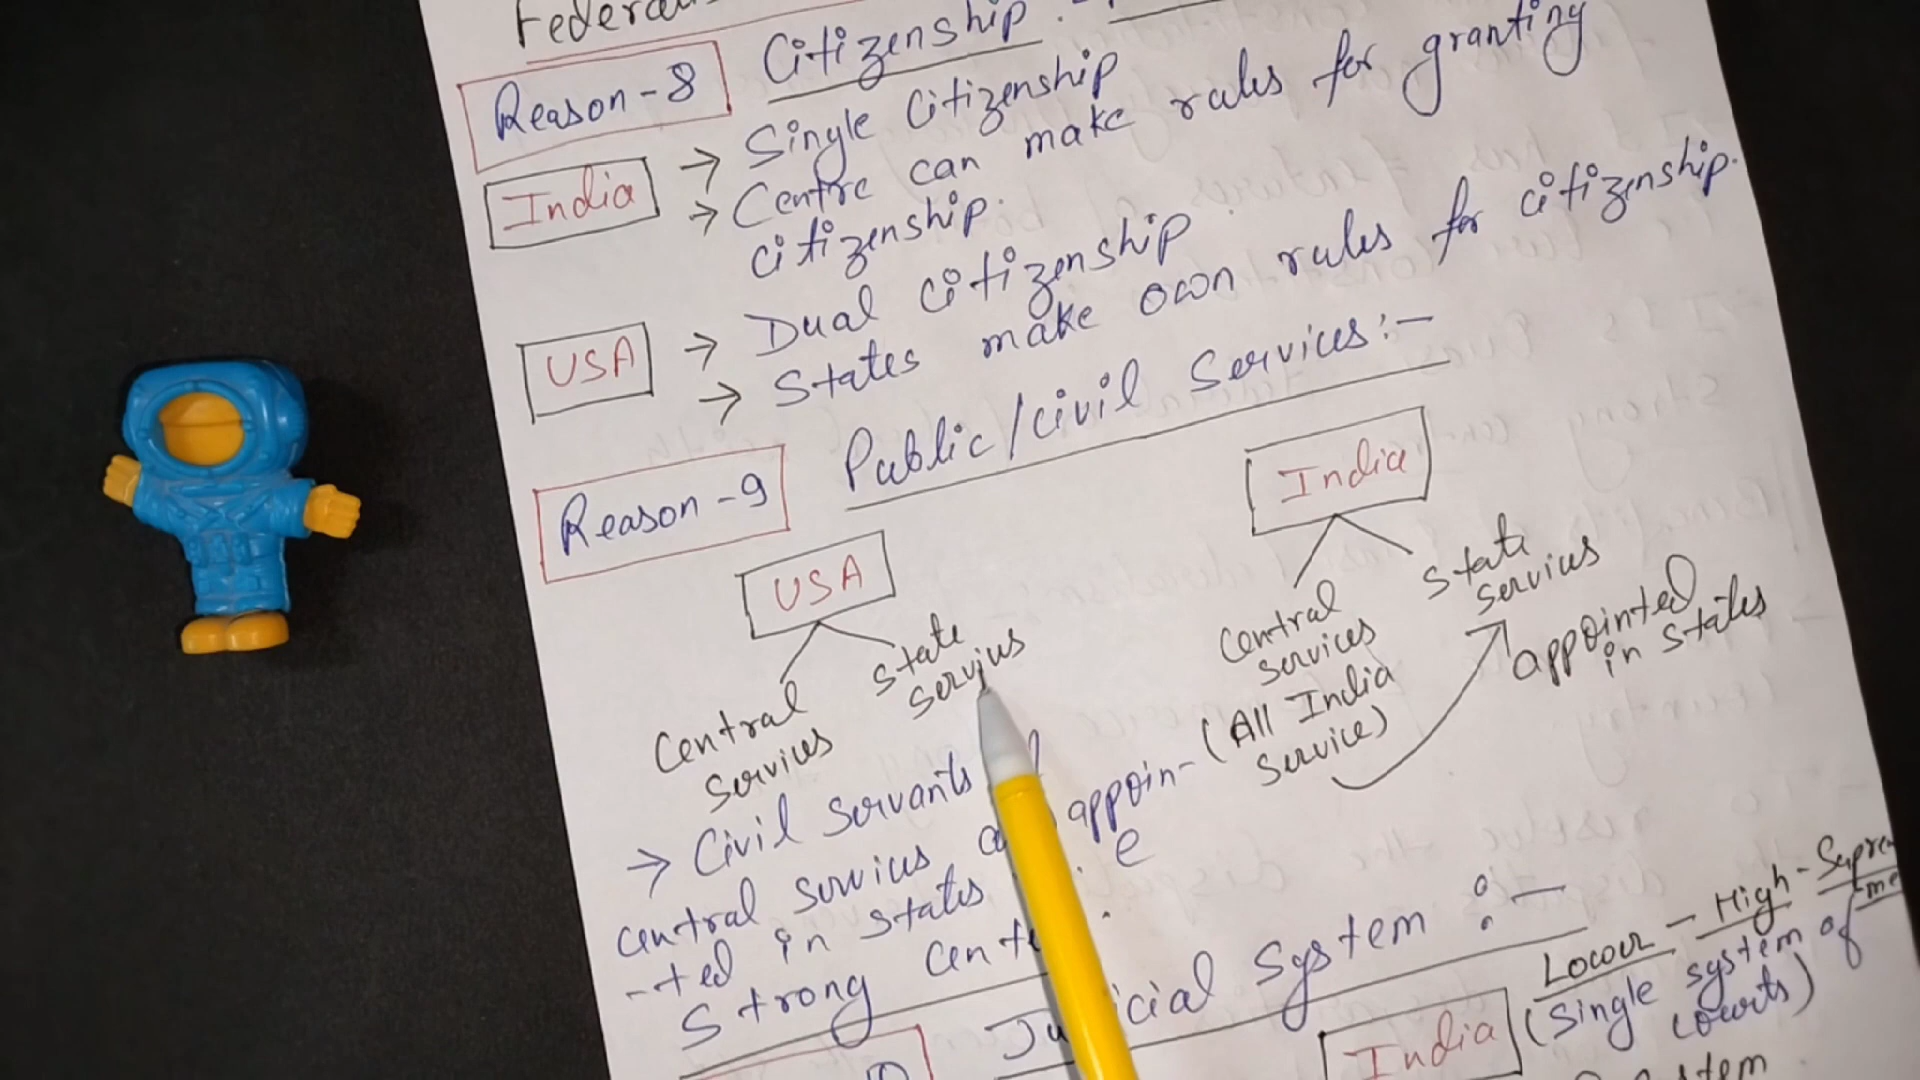 Reason-8 Citizenship :-
India → Single Citizenship
→ Centre can make rules for granting
citizenship.
USA → Dual citizenship
→ States make own rules for citizenship.
Reason-9 Public/civil Services:-
USA
Central
services
State
services
India
Central
services
(All India
Service)
State
services
appointed
in states
→ Civil servants
central services appoin-
-ted in states
Strong
System :-
Lower - High - Supre
-me
India (Single system of
courts)